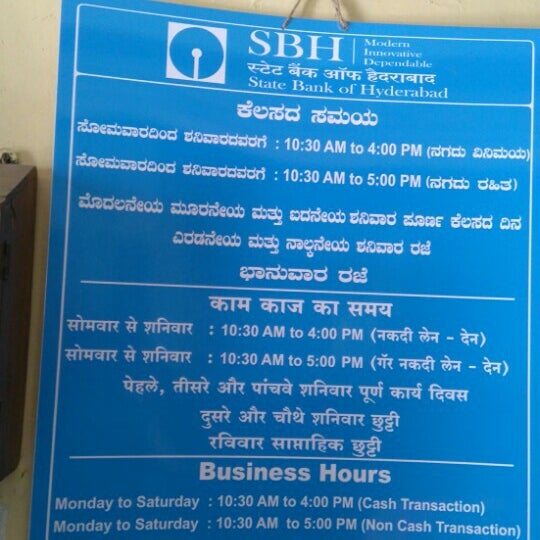 SBH
Modern
Innovative
Dependable
स्टेट बैंक ऑफ हैदराबाद
State Bank of Hyderabad
ಕೆಲಸದ ಸಮಯ
ಸೋಮವಾರದಿಂದ ಶನಿವಾರದವರಗೆ : 10:30 AM to 4:00 PM (ನಗದು ವಿನಿಮಯ)
ಸೋಮವಾರದಿಂದ ಶನಿವಾರದವರಗೆ : 10:30 AM to 5:00 PM (ನಗದು ರಹಿತ)
ಮೊದಲನೇಯ ಮೂರನೇಯ ಮತ್ತು ಐದನೇಯ ಶನಿವಾರ ಪೂರ್ಣ ಕೆಲಸದ ದಿನ
ಎರಡನೇಯ ಮತ್ತು ನಾಲ್ಕನೇಯ ಶನಿವಾರ ರಜೆ
ಭಾನುವಾರ ರಜೆ
काम काज का समय
सोमवार से शनिवार : 10:30 AM to 4:00 PM (नकदी लेन - देन)
सोमवार से शनिवार : 10:30 AM to 5:00 PM (गॅर नकदी लेन - देन)
पेहले, तीसरे और पांचवे शनिवार पूर्ण कार्य दिवस
दुसरे और चौथे शनिवार छुट्टी
रविवार साप्ताहिक छुट्टी
Business Hours
Monday to Saturday : 10:30 AM to 4:00 PM (Cash Transaction)
Monday to Saturday : 10:30 AM to 5:00 PM (Non Cash Transaction)